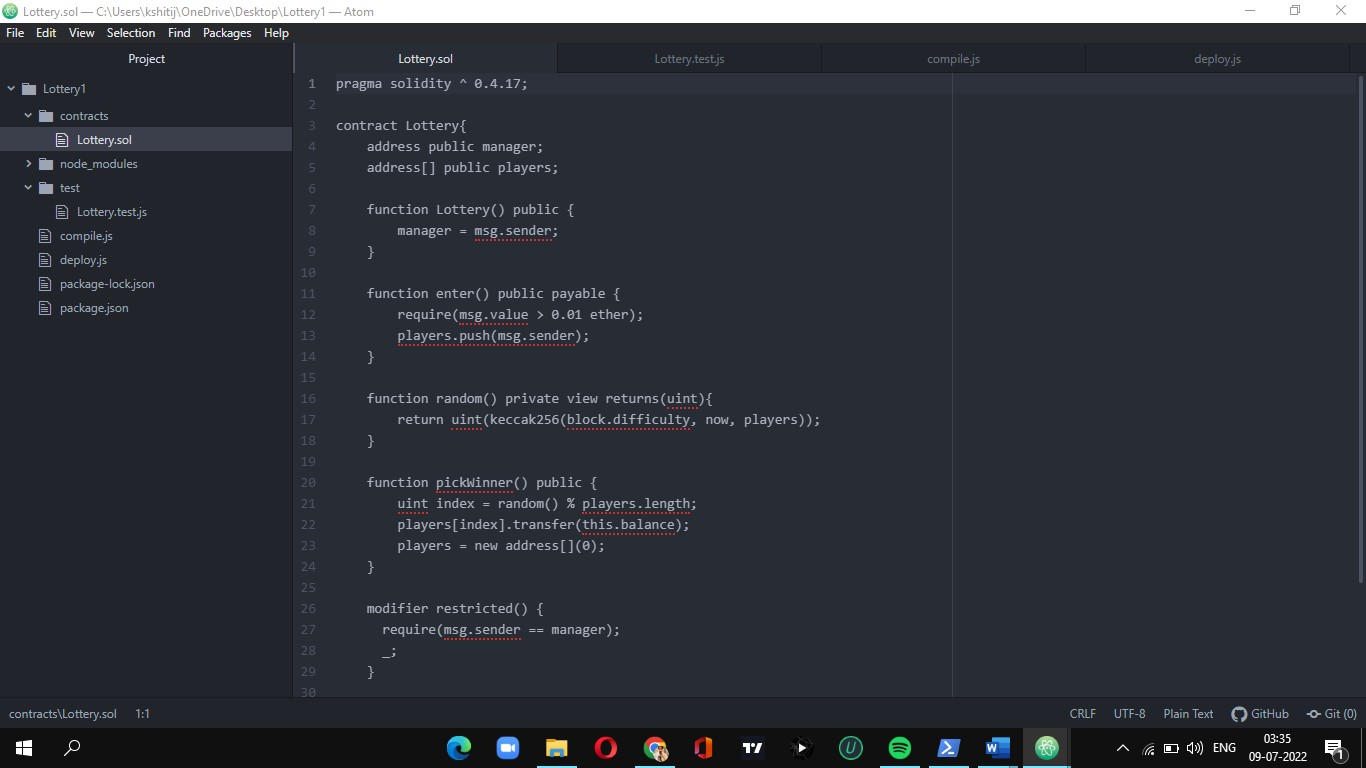 Lottery.sol — C:\Users\kshitij\OneDrive\Desktop\Lottery1 — Atom
File Edit View Selection Find Packages Help
Project
Lottery1
contracts
Lottery.sol
node_modules
test
Lottery.test.js
compile.js
deploy.js
package-lock.json
package.json
Lottery.sol Lottery.test.js compile.js deploy.js
1 pragma solidity ^ 0.4.17;
2
3 contract Lottery{
4 address public manager;
5 address[] public players;
6
7 function Lottery() public {
8 manager = msg.sender;
9 }
10
11 function enter() public payable {
12 require(msg.value > 0.01 ether);
13 players.push(msg.sender);
14 }
15
16 function random() private view returns(uint){
17 return uint(keccak256(block.difficulty, now, players));
18 }
19
20 function pickWinner() public {
21 uint index = random() % players.length;
22 players[index].transfer(this.balance);
23 players = new address[](0);
24 }
25
26 modifier restricted() {
27 require(msg.sender == manager);
28 _;
29 }
30
contracts\Lottery.sol 1:1 CRLF UTF-8 Plain Text GitHub Git (0)
ENG
03:35
09-07-2022
1